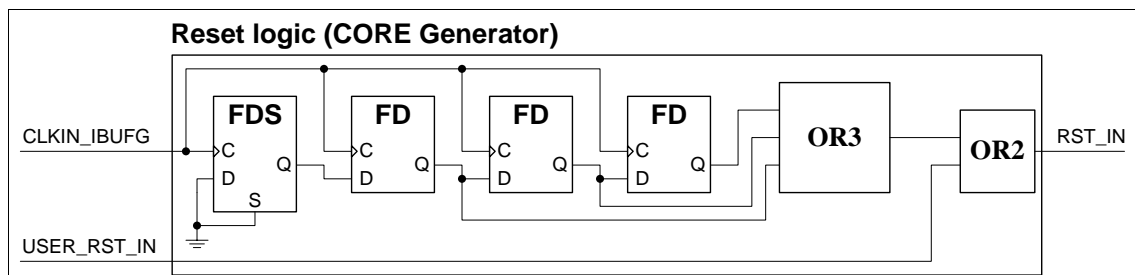 Reset logic (CORE Generator)
FDS
FD
FD
FD
CLKIN_IBUFG
C
Q
D
S
C
Q
D
C
Q
D
C
Q
D
OR3
OR2
RST_IN
USER_RST_IN